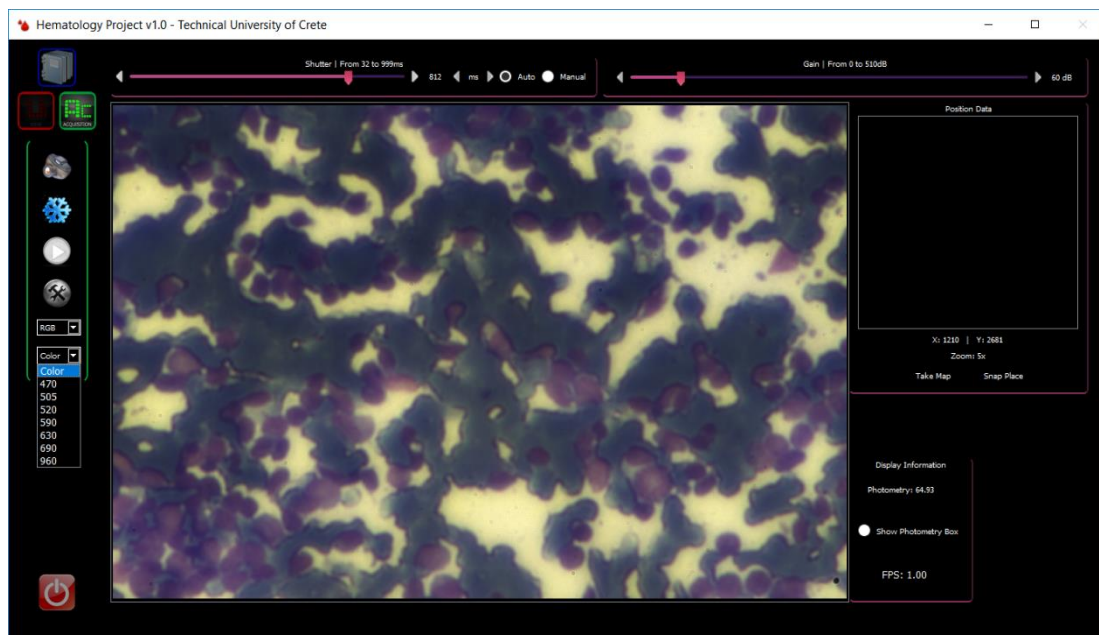 Hematology Project v1.0 - Technical University of Crete
Shutter | From 32 to 999ms
812 ms Auto Manual
Gain | From 0 to 510dB
60 dB
ACQUISITION
RGB
Color
Color
470
505
520
590
630
690
960
Position Data
X: 1210 | Y: 2681
Zoom: 5x
Take Map Snap Place
Display Information
Photometry: 64.93
Show Photometry Box
FPS: 1.00